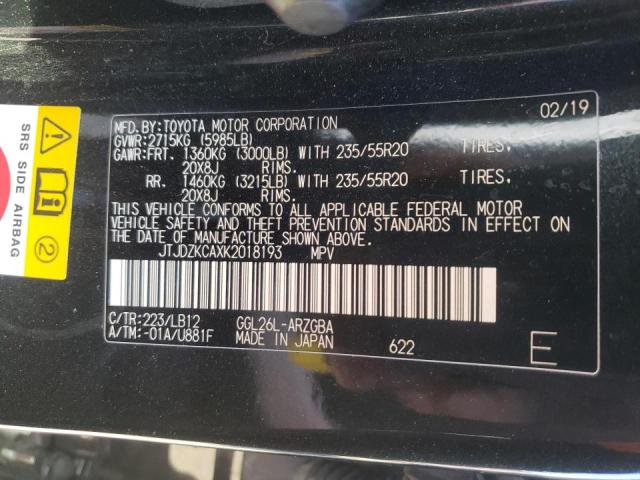 SRS SIDE AIRBAG
2
02/19
MFD.BY:TOYOTA MOTOR CORPORATION
GVWR:2715KG (5985LB)
GAWR:FRT. 1360KG (3000LB) WITH 235/55R20 TIRES.
20X8J RIMS.
RR. 1460KG (3215LB) WITH 235/55R20 TIRES.
20X8J RIMS.
THIS VEHICLE CONFORMS TO ALL APPLICABLE FEDERAL MOTOR
VEHICLE SAFETY AND THEFT PREVENTION STANDARDS IN EFFECT ON
THE DATE OF MANUFACTURE SHOWN ABOVE.
JTJDZKCAXK2018193 MPV
C/TR:223/LB12 GGL26L-ARZGBA
A/TM:-01A/U881F MADE IN JAPAN 622
E